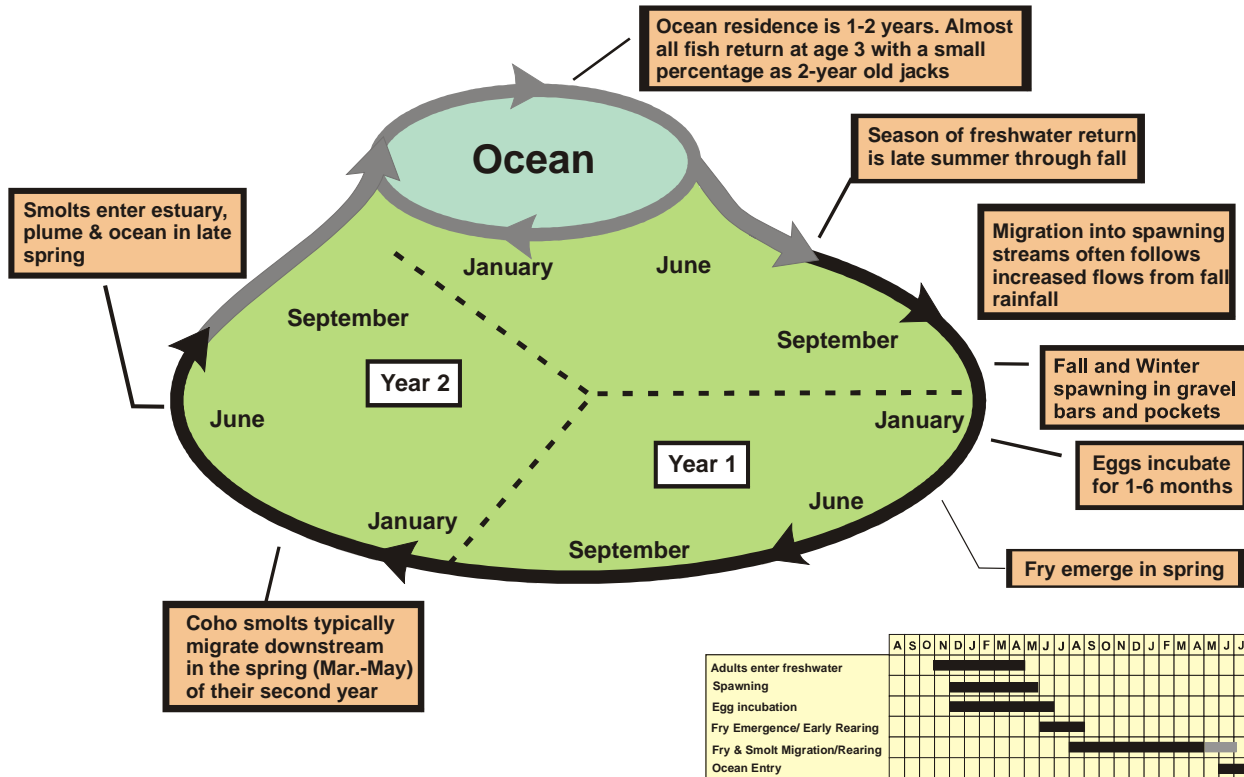 Ocean residence is 1-2 years. Almost
all fish return at age 3 with a small
percentage as 2-year old jacks
Ocean
Season of freshwater return
is late summer through fall
Smolts enter estuary,
plume & ocean in late
spring
Migration into spawning
streams often follows
increased flows from fall
rainfall
January
June
September
September
Year 2
Fall and Winter
spawning in gravel
bars and pockets
June
January
Year 1
Eggs incubate
for 1-6 months
January
June
September
Fry emerge in spring
Coho smolts typically
migrate downstream
in the spring (Mar.-May)
of their second year
A S O N D J F M A M J J A S O N D J F M A M J J
Adults enter freshwater
Spawning
Egg incubation
Fry Emergence/ Early Rearing
Fry & Smolt Migration/Rearing
Ocean Entry